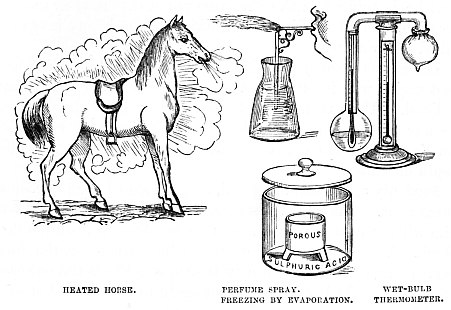 POROUS
SULPHURIC ACID
HEATED HORSE.
PERFUME SPRAY.
FREEZING BY EVAPORATION.
WET-BULB
THERMOMETER.